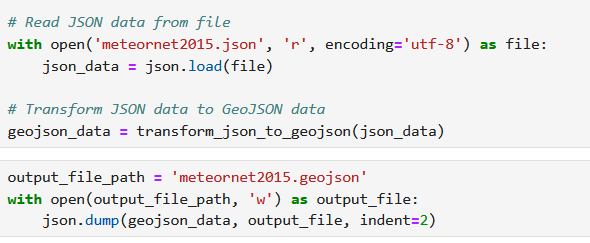 # Read JSON data from file
with open('meteornet2015.json', 'r', encoding='utf-8') as file:
    json_data = json.load(file)

# Transform JSON data to GeoJSON data
geojson_data = transform_json_to_geojson(json_data)

output_file_path = 'meteornet2015.geojson'
with open(output_file_path, 'w') as output_file:
    json.dump(geojson_data, output_file, indent=2)